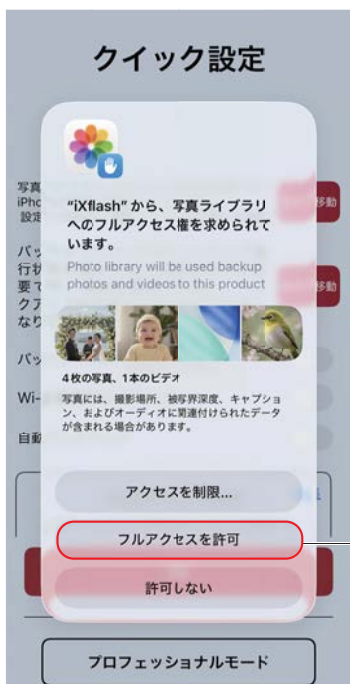 クイック設定
写真
iPho
設定
移動
"iXflash" から、写真ライブラリ
へのフルアクセス権を求められて
います。
Photo library will be used backup
photos and videos to this product
バッ
行状
要で
クア
なり
移動
4枚の写真、1本のビデオ
写真には、撮影場所、被写界深度、キャプショ
ン、およびオーディオに関連付けられたデータ
が含まれる場合があります。
バッ
Wi-
自動
アクセスを制限...
フルアクセスを許可
許可しない
プロフェッショナルモード